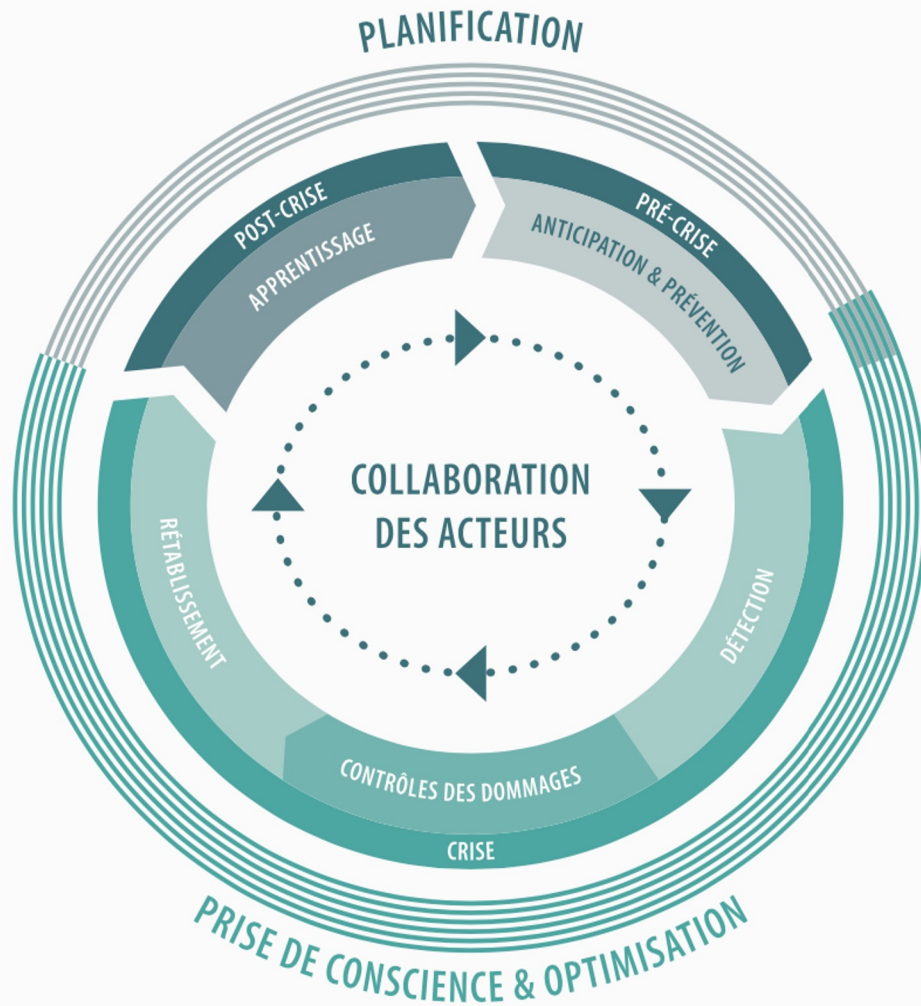 PLANIFICATION
POST-CRISE
APPRENTISSAGE
PRÉ-CRISE
ANTICIPATION & PRÉVENTION
COLLABORATION
DES ACTEURS
RÉTABLISSEMENT
DÉTECTION
CONTRÔLES DES DOMMAGES
CRISE
PRISE DE CONSCIENCE & OPTIMISATION